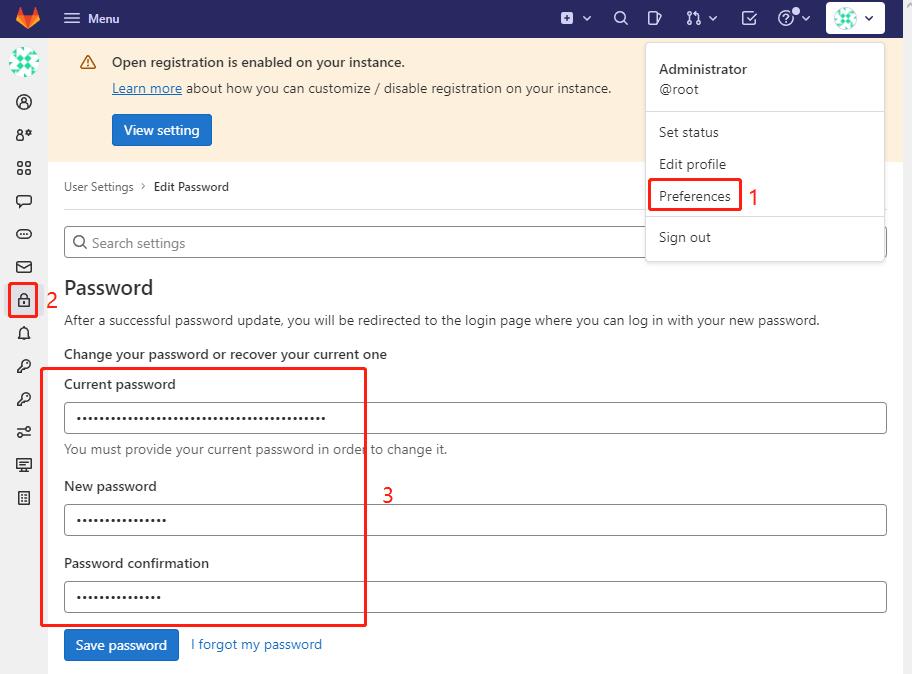 Menu
Open registration is enabled on your instance.
Learn more about how you can customize / disable registration on your instance.
View setting
Administrator
@root
Set status
Edit profile
Preferences 1
Sign out
User Settings › Edit Password
Search settings
Password
2
After a successful password update, you will be redirected to the login page where you can log in with your new password.
Change your password or recover your current one
Current password
You must provide your current password in order to change it.
New password
3
Password confirmation
Save password I forgot my password